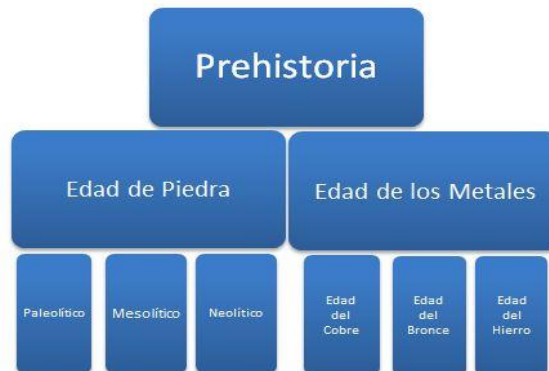 Prehistoria
Edad de Piedra
Edad de los Metales
Paleolítico
Mesolítico
Neolítico
Edad
del
Cobre
Edad
del
Bronce
Edad
del
Hierro